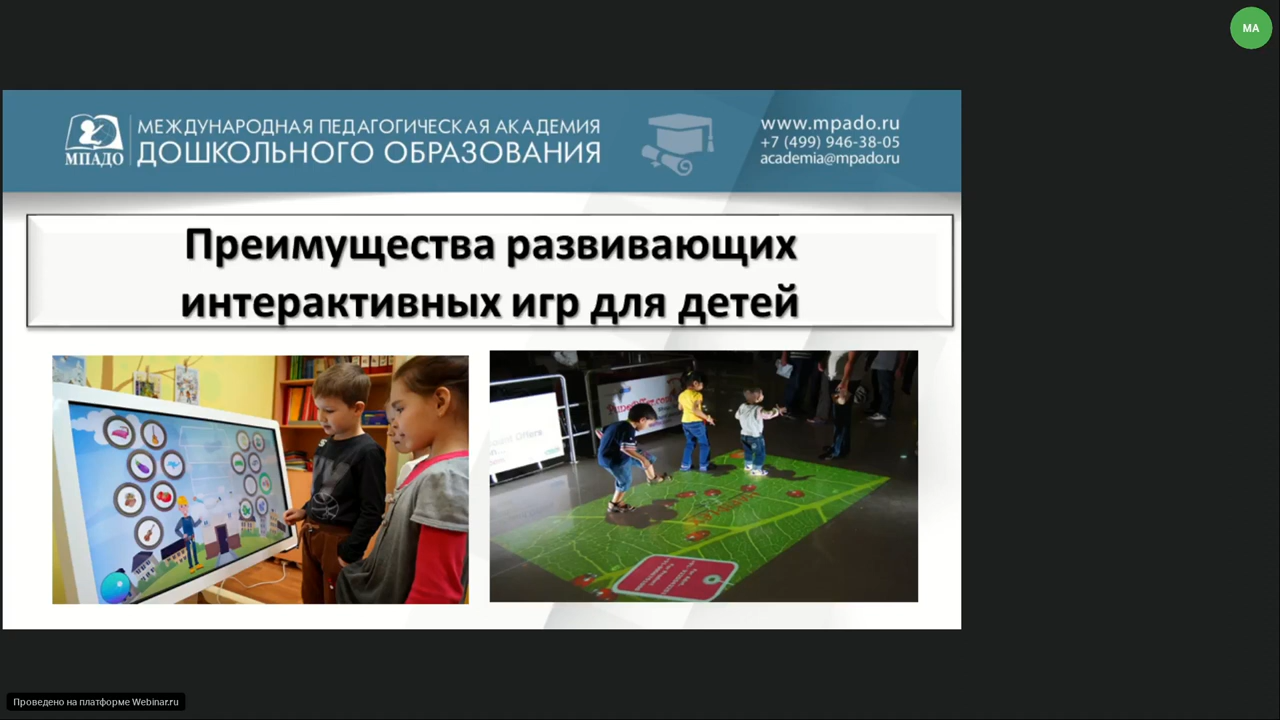 MA
МПАДО
МЕЖДУНАРОДНАЯ ПЕДАГОГИЧЕСКАЯ АКАДЕМИЯ
ДОШКОЛЬНОГО ОБРАЗОВАНИЯ
www.mpado.ru
+7 (499) 946-38-05
academia@mpado.ru
Преимущества развивающих
интерактивных игр для детей
Проведено на платформе Webinar.ru